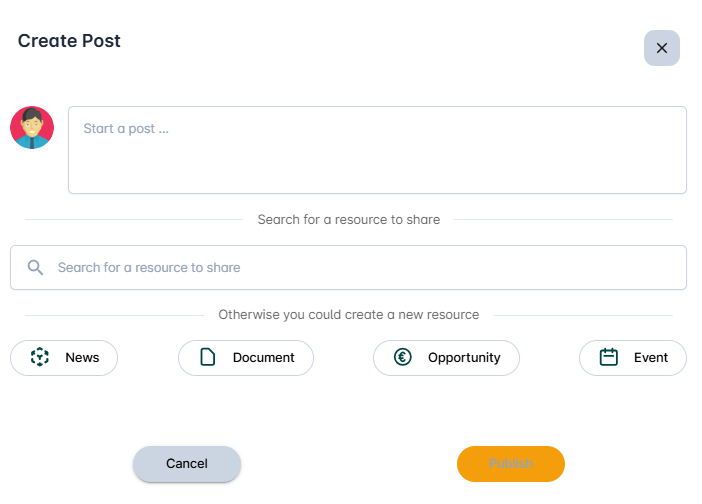 Create Post
Start a post ...
Search for a resource to share
Search for a resource to share
Otherwise you could create a new resource
News
Document
Opportunity
Event
Cancel
Publish